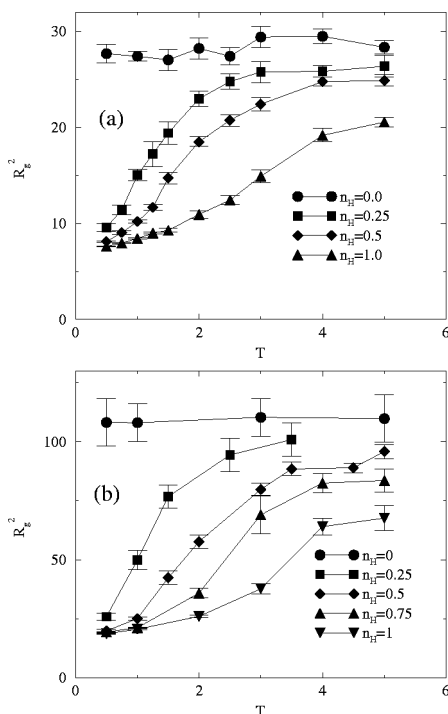 30
20
10
0
R_g^2
(a)
n_H=0.0
n_H=0.25
n_H=0.5
n_H=1.0
0 2 4 6
T
100
50
0
R_g^2
(b)
n_H=0
n_H=0.25
n_H=0.5
n_H=0.75
n_H=1
0 2 4 6
T